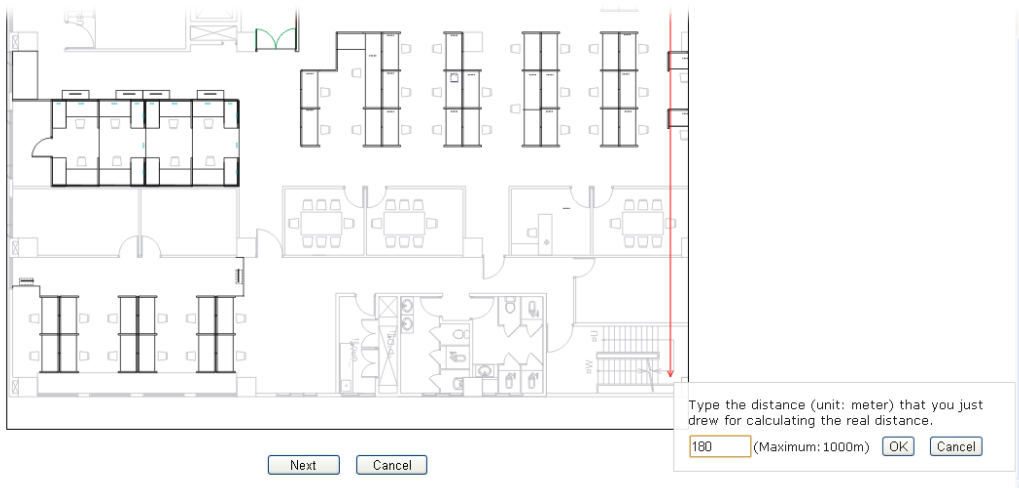 Type the distance (unit: meter) that you just
drew for calculating the real distance.
180 (Maximum: 1000m) OK Cancel
Next Cancel